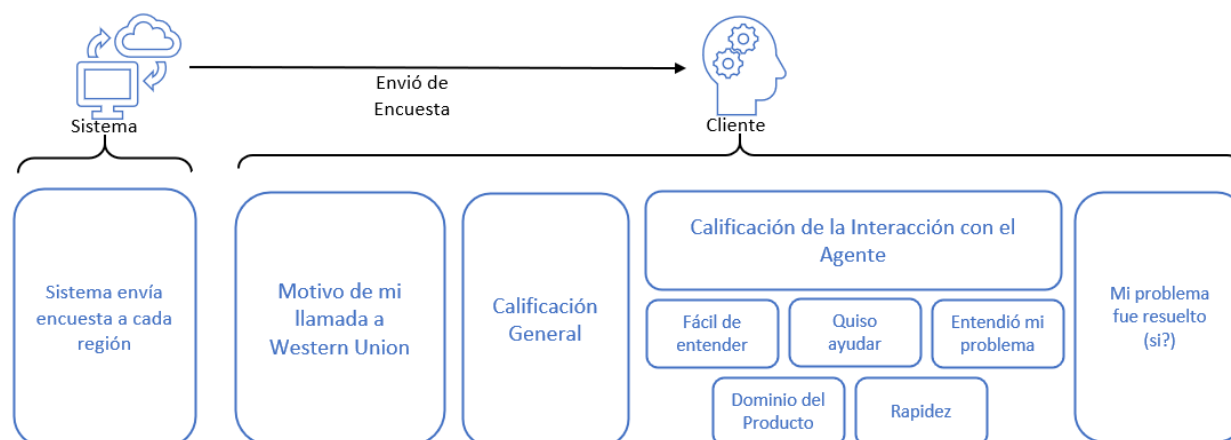 Envió de
Encuesta
Sistema
Cliente
Sistema envía
encuesta a cada
región
Motivo de mi
llamada a
Western Union
Calificación
General
Calificación de la Interacción con el
Agente
Fácil de
entender
Quiso
ayudar
Entendió mi
problema
Dominio del
Producto
Rapidez
Mi problema
fue resuelto
(si?)